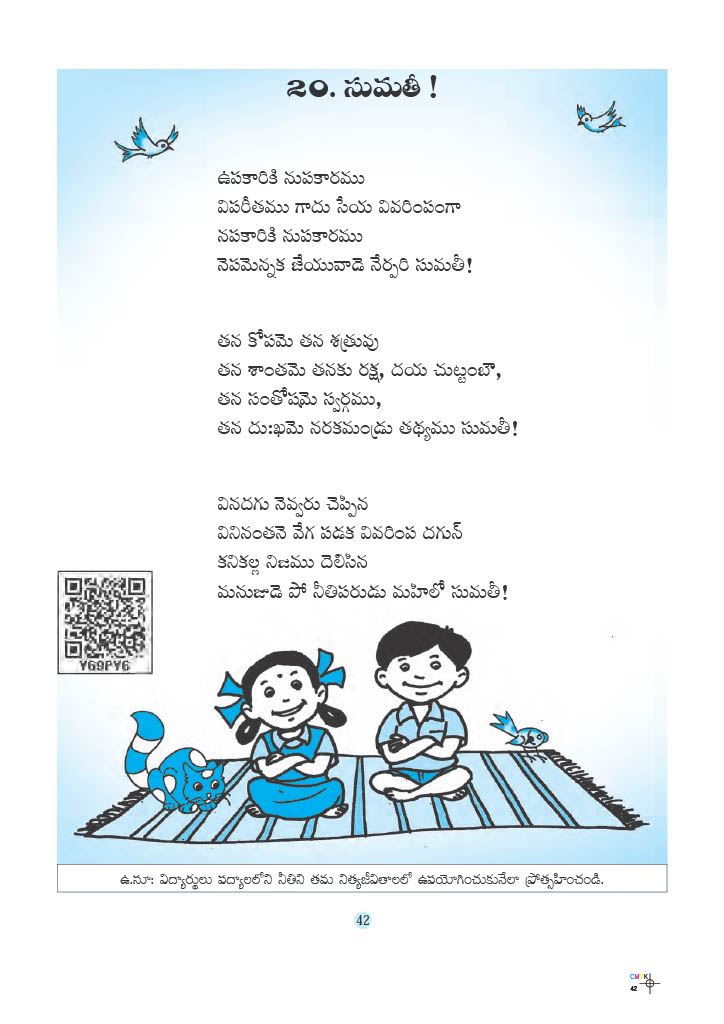 ౨౦. సుమతీ !
ఉపకారికి నుపకారము
విపరీతము గాదు సేయ వివరింపంగా
నపకారికి నుపకారము
నెపమెన్నక జేయువాడె నేర్పరి సుమతీ!
తన కోపమె తన శత్రువు
తన శాంతమె తనకు రక్ష, దయ చుట్టంబౌ,
తన సంతోషమె స్వర్గము,
తన దు:ఖమె నరకమండ్రు తథ్యము సుమతీ!
వినదగు నెవ్వరు చెప్పిన
వినినంతనె వేగ పడక వివరింప దగున్
కనికల్ల నిజము దెలిసిన
మనుజుడె పో నీతిపరుడు మహిలో సుమతీ!
Y69PY6
ఉ.సూ: విద్యార్థులు పద్యాలలోని నీతిని తమ నిత్యజీవితాలలో ఉపయోగించుకునేలా ప్రోత్సహించండి.
42
CMYK
42